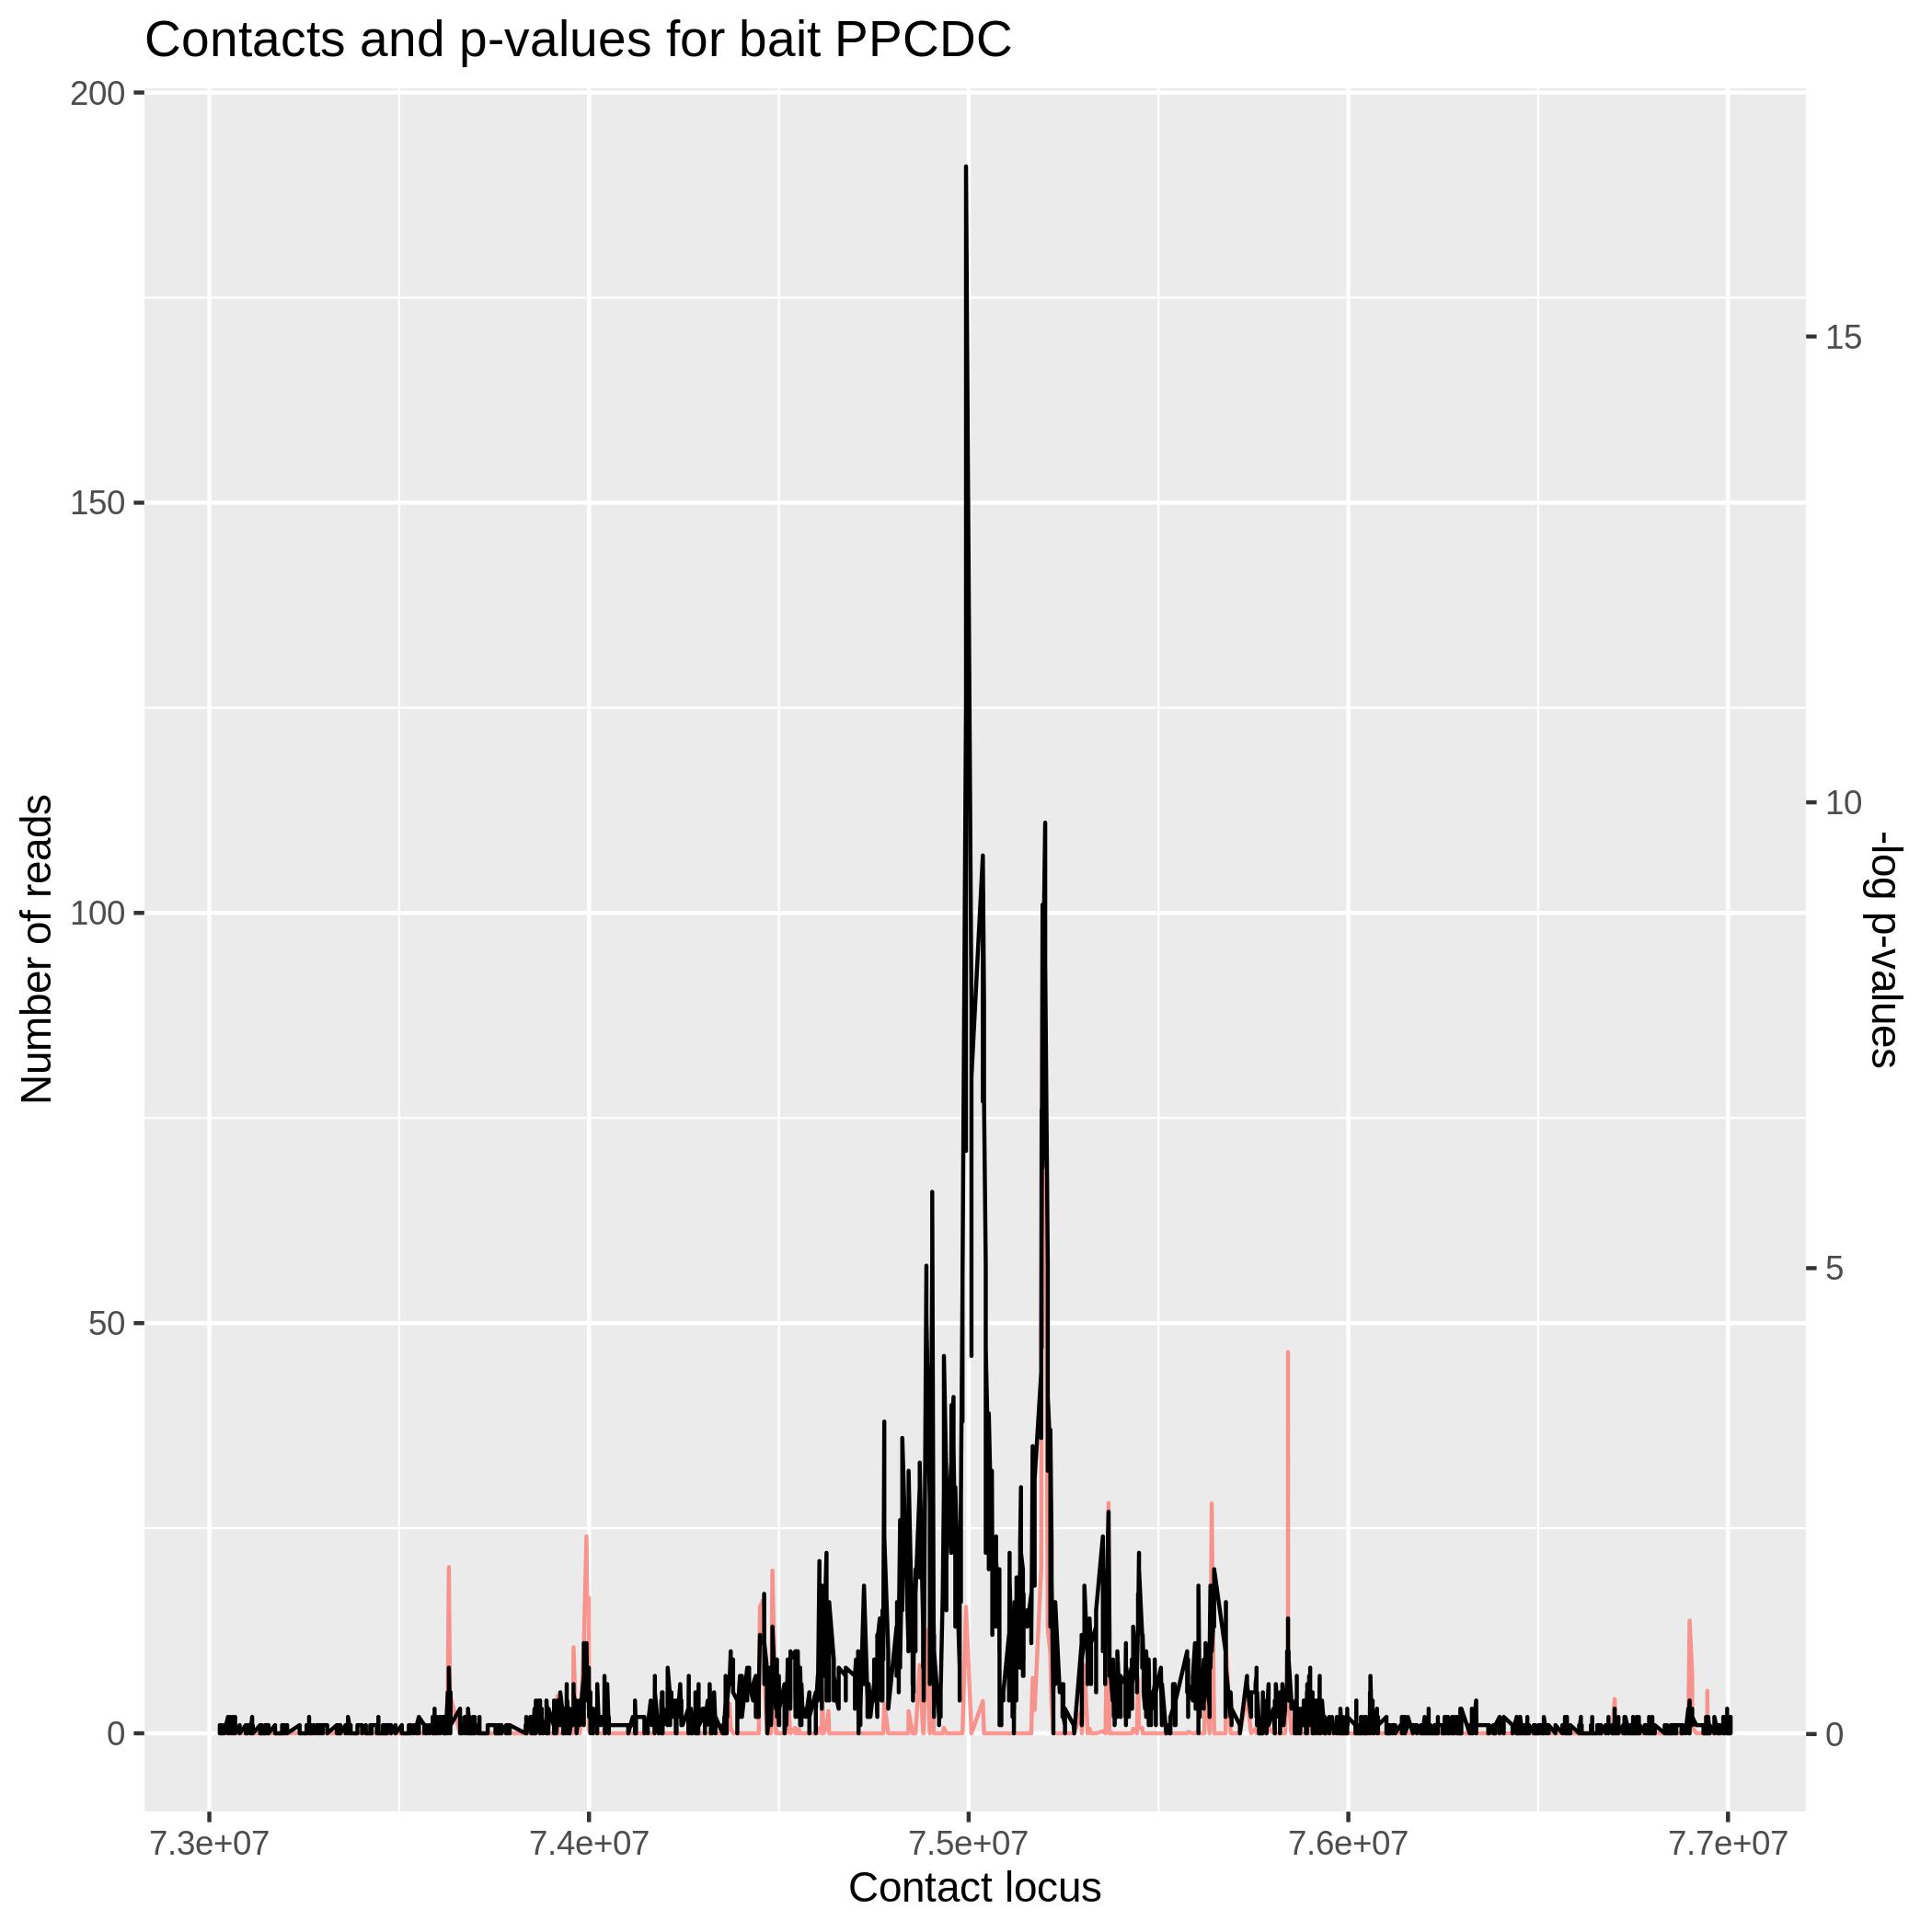 Contacts and p-values for bait PPCDC
200
150
100
50
0
Number of reads
15
10
5
0
-log p-values
7.3e+07
7.4e+07
7.5e+07
7.6e+07
7.7e+07
Contact locus